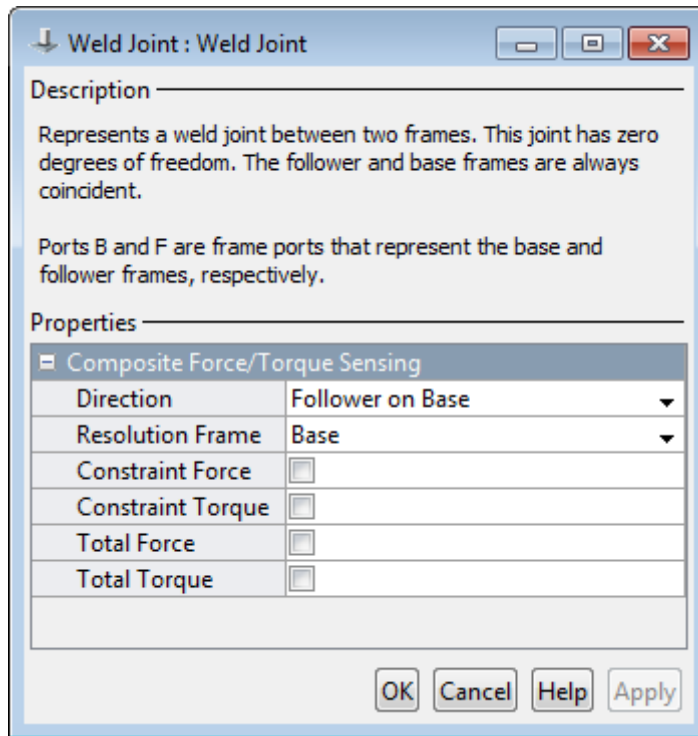 Weld Joint : Weld Joint
Description
Represents a weld joint between two frames. This joint has zero
degrees of freedom. The follower and base frames are always
coincident.
Ports B and F are frame ports that represent the base and
follower frames, respectively.
Properties
Composite Force/Torque Sensing
Direction Follower on Base
Resolution Frame Base
Constraint Force
Constraint Torque
Total Force
Total Torque
OK Cancel Help Apply